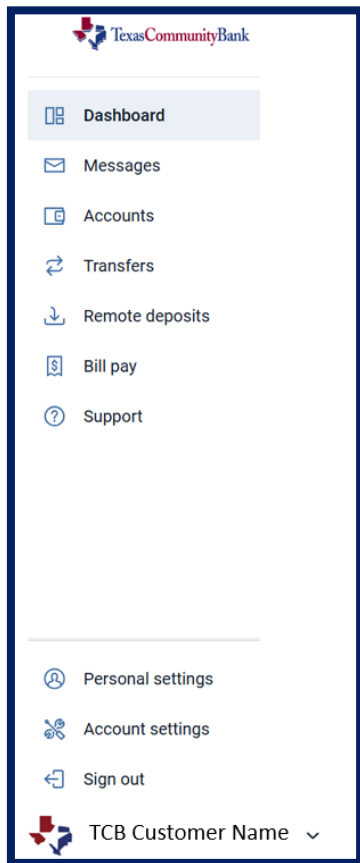 TexasCommunityBank
Dashboard
Messages
Accounts
Transfers
Remote deposits
Bill pay
Support
Personal settings
Account settings
Sign out
TCB Customer Name